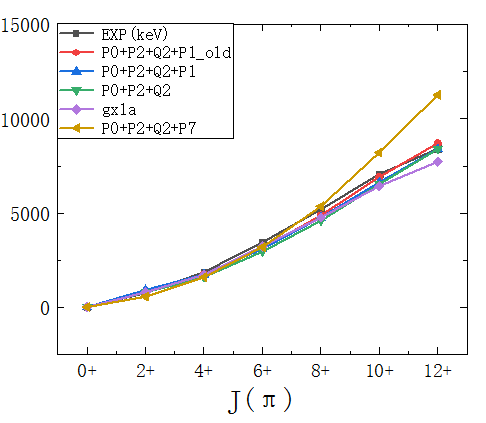 15000
10000
5000
0
EXP(keV)
P0+P2+Q2+P1_old
P0+P2+Q2+P1
P0+P2+Q2
gx1a
P0+P2+Q2+P7
0+ 2+ 4+ 6+ 8+ 10+ 12+
J(π)